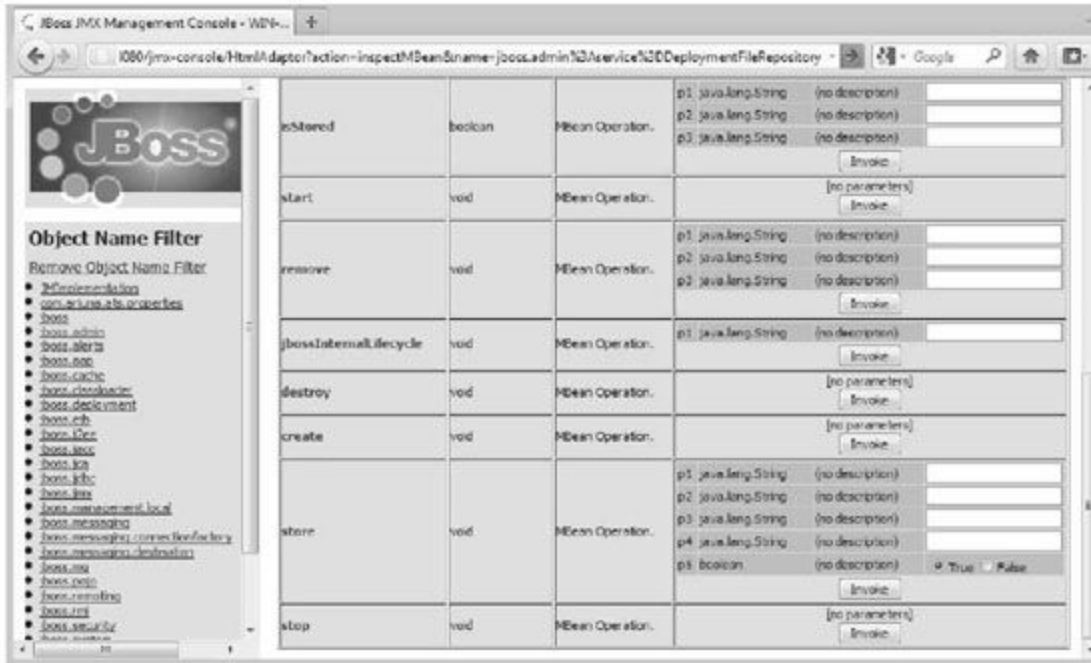 JBoss JMX Management Console - WIN-...
l080/jmx-console/HtmlAdaptor?action=inspectMBean&name=jboss.admin%3Aservice%3DDeploymentFileRepository
Google
JBoss
Object Name Filter
Remove Object Name Filter
JMImplementation
com.arjuna.ats.properties
jboss
jboss.admin
jboss.alerts
jboss.aop
jboss.cache
jboss.classloader
jboss.deployment
jboss.ejb
jboss.j2ee
jboss.jacc
jboss.jca
jboss.jdbc
jboss.jmx
jboss.management.local
jboss.messaging
jboss.messaging.connectionfactory
jboss.messaging.destination
jboss.mq
jboss.pojo
jboss.remoting
jboss.rmi
jboss.security
jboss.system
isStored boolean MBean Operation.
p1 java.lang.String (no description)
p2 java.lang.String (no description)
p3 java.lang.String (no description)
Invoke
start void MBean Operation.
[no parameters]
Invoke
remove void MBean Operation.
p1 java.lang.String (no description)
p2 java.lang.String (no description)
p3 java.lang.String (no description)
Invoke
jbossInternalLifecycle void MBean Operation.
p1 java.lang.String (no description)
Invoke
destroy void MBean Operation.
[no parameters]
Invoke
create void MBean Operation.
[no parameters]
Invoke
store void MBean Operation.
p1 java.lang.String (no description)
p2 java.lang.String (no description)
p3 java.lang.String (no description)
p4 java.lang.String (no description)
p5 boolean (no description) True False
Invoke
stop void MBean Operation.
[no parameters]
Invoke